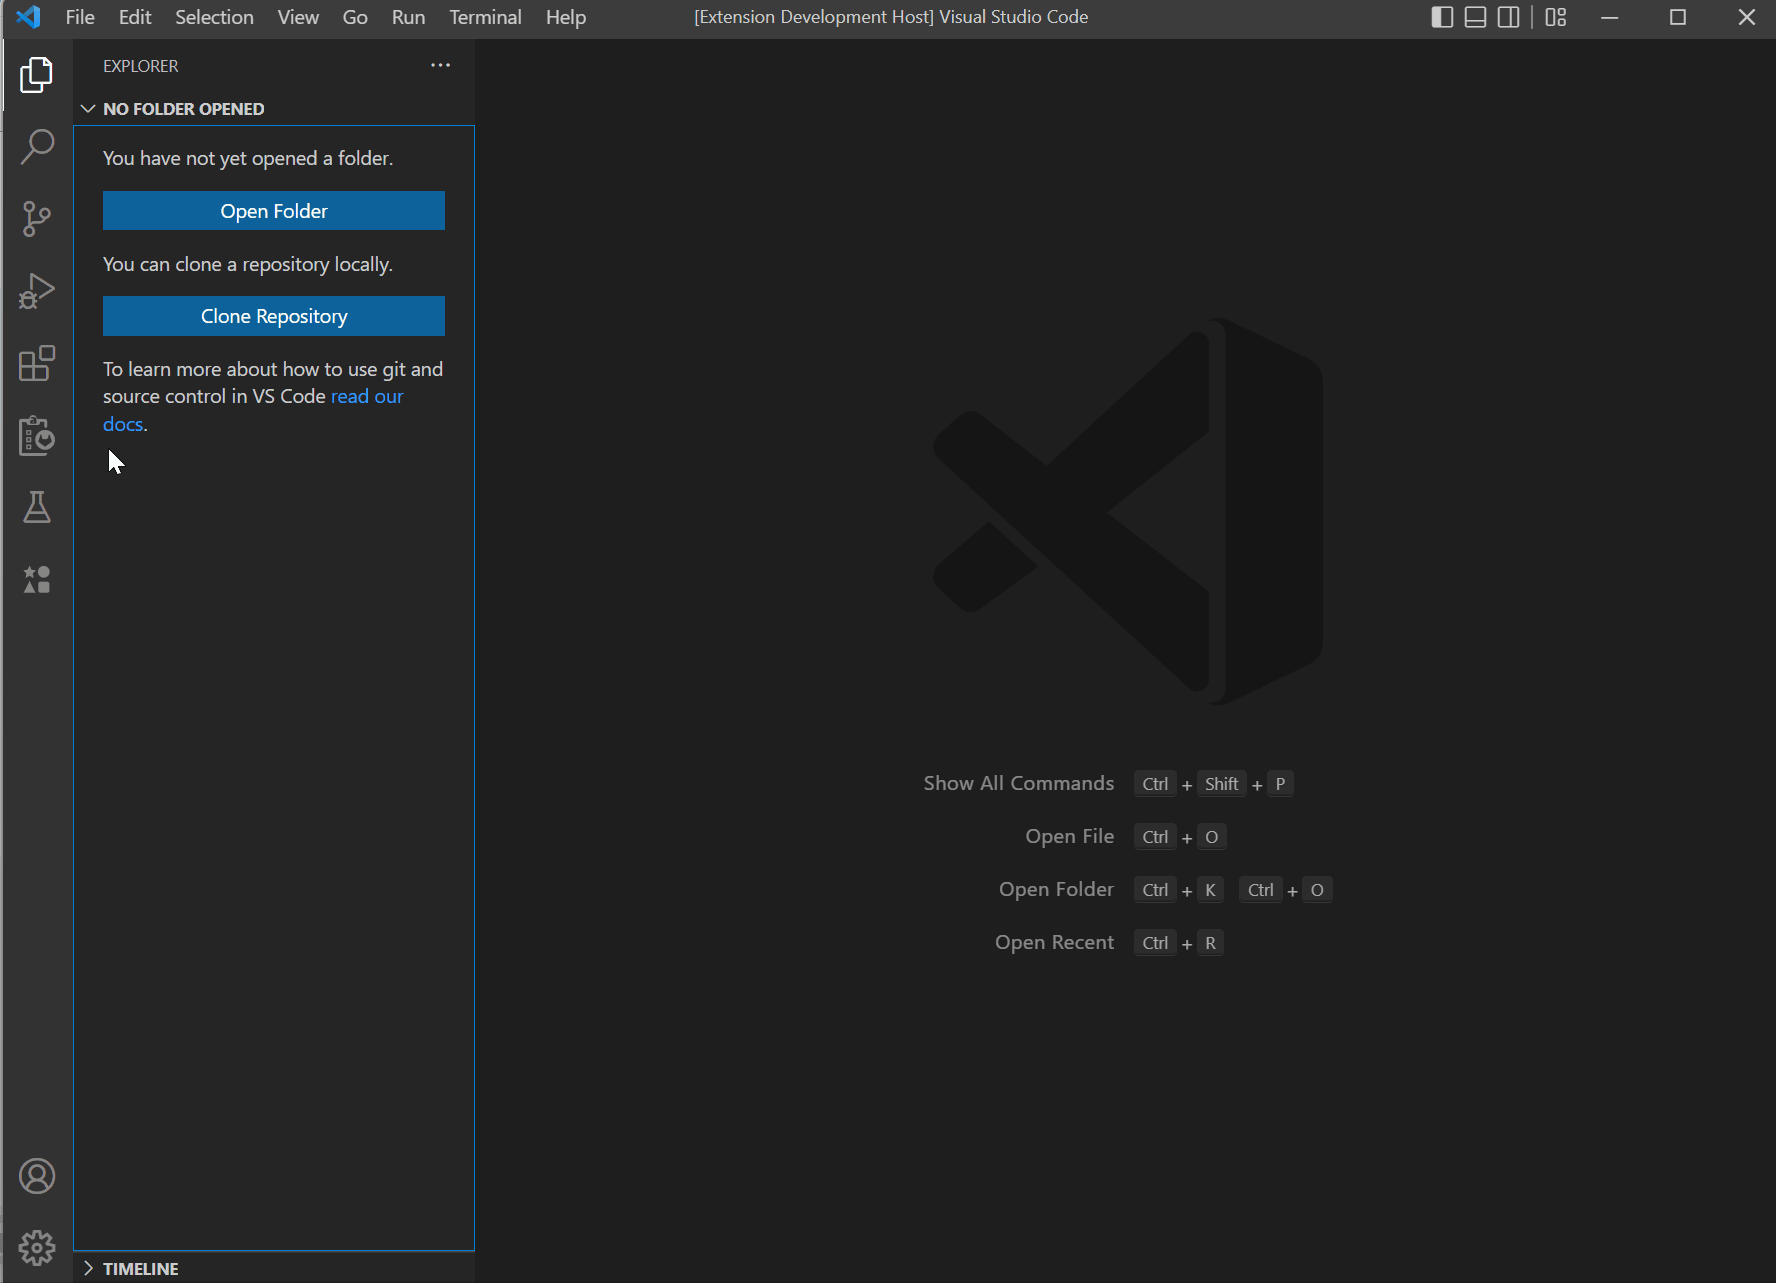 File Edit Selection View Go Run Terminal Help [Extension Development Host] Visual Studio Code
EXPLORER
NO FOLDER OPENED
You have not yet opened a folder.
Open Folder
You can clone a repository locally.
Clone Repository
To learn more about how to use git and
source control in VS Code read our
docs.
Show All Commands Ctrl + Shift + P
Open File Ctrl + O
Open Folder Ctrl + K Ctrl + O
Open Recent Ctrl + R
TIMELINE